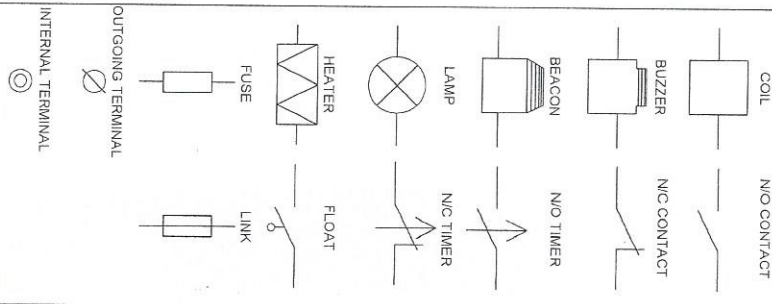 COIL
N/O CONTACT
BUZZER
N/C CONTACT
BEACON
N/O TIMER
LAMP
N/C TIMER
HEATER
FLOAT
FUSE
LINK
OUTGOING TERMINAL
INTERNAL TERMINAL